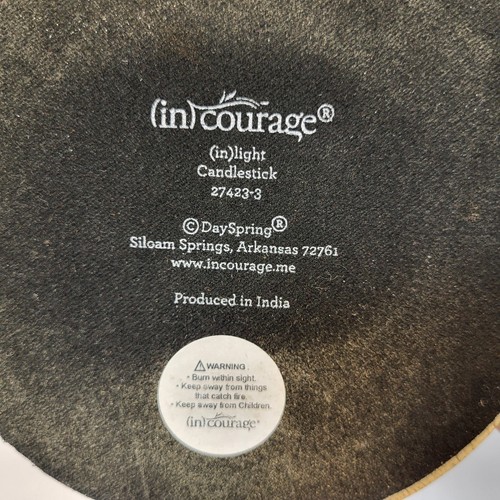 (in)courage®
(in)light
Candlestick
27423-3
©DaySpring®
Siloam Springs, Arkansas 72761
www.incourage.me
Produced in India
⚠WARNING
• Burn within sight.
• Keep away from things
that catch fire.
• Keep away from Children.
(in)courage®